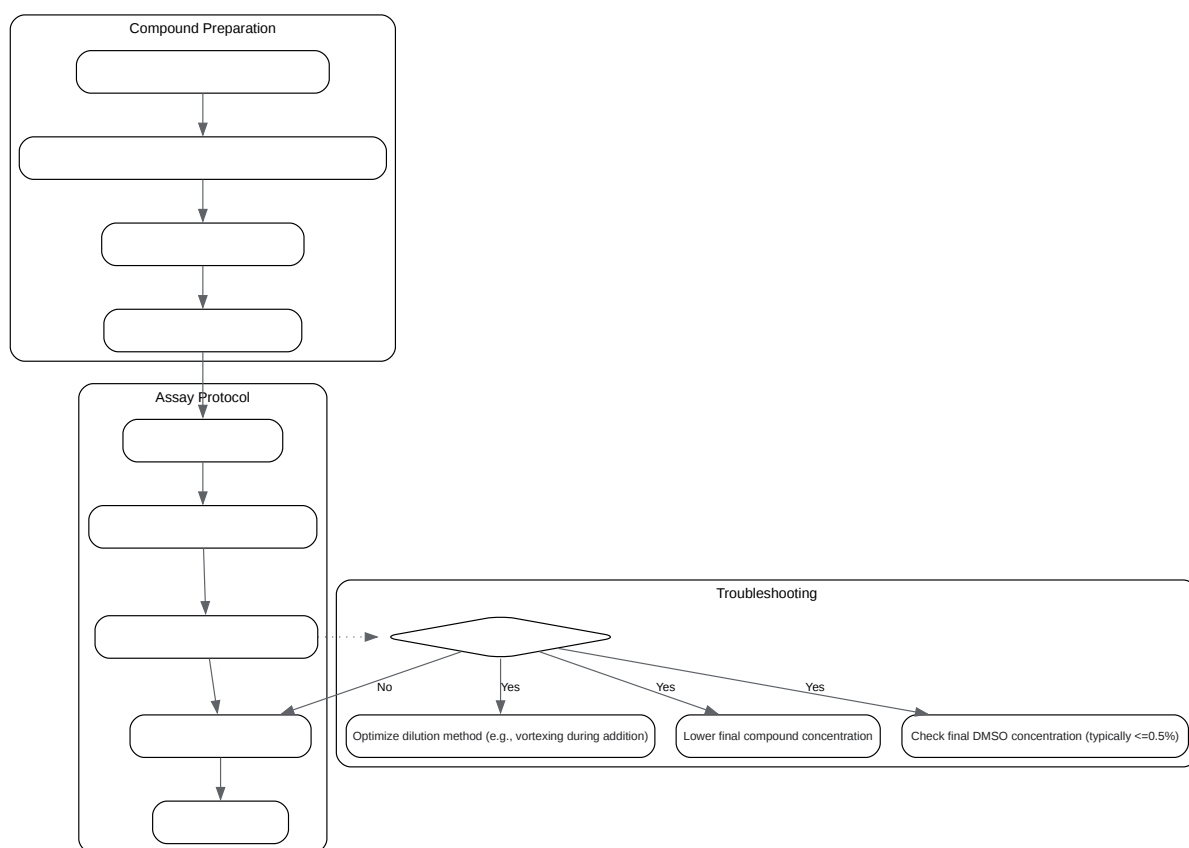 Compound Preparation
Assay Protocol
Troubleshooting
No
Yes
Yes
Yes
Optimize dilution method (e.g., vortexing during addition)
Lower final compound concentration
Check final DMSO concentration (typically <=0.5%)